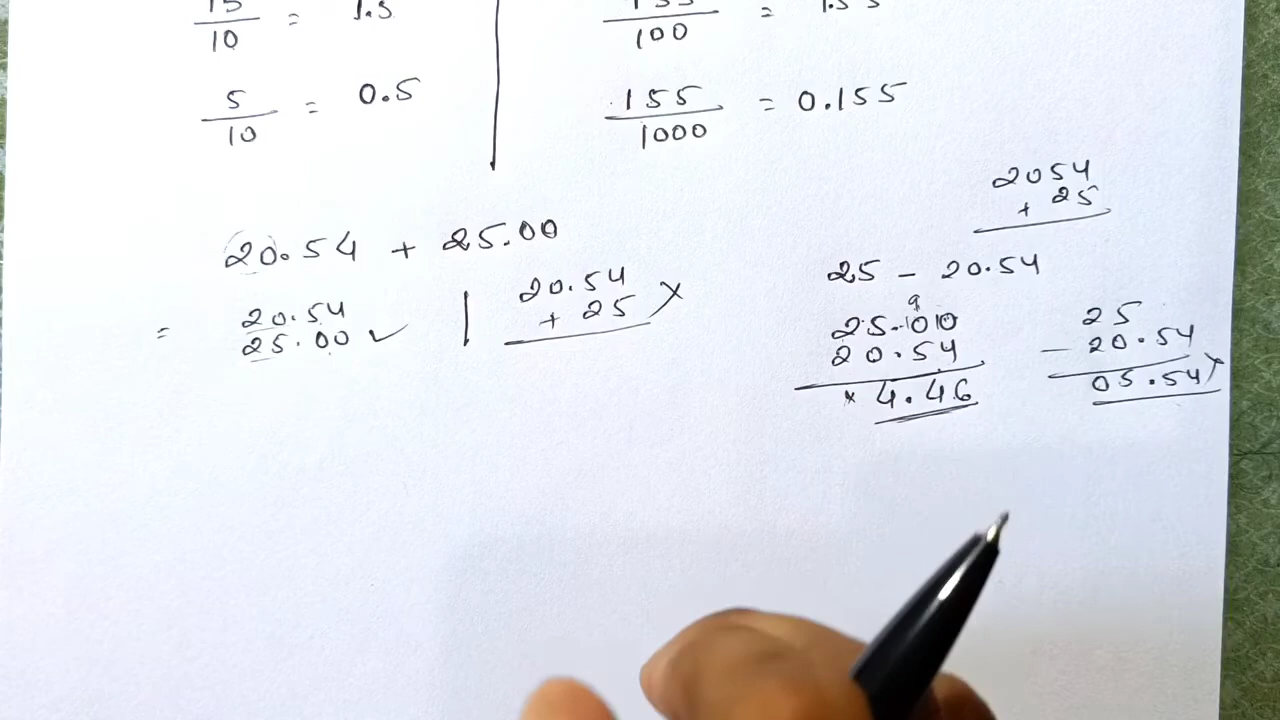 15/10 = 1.5
5/10 = 0.5
155/100 = 1.55
155/1000 = 0.155
20.54 + 25.00
= 20.54
25.00 ✓
20.54
+ 25 ×
2054
+ 25
25 - 20.54
9
25.00
20.54
× 4.46
25
- 20.54
05.54 ×